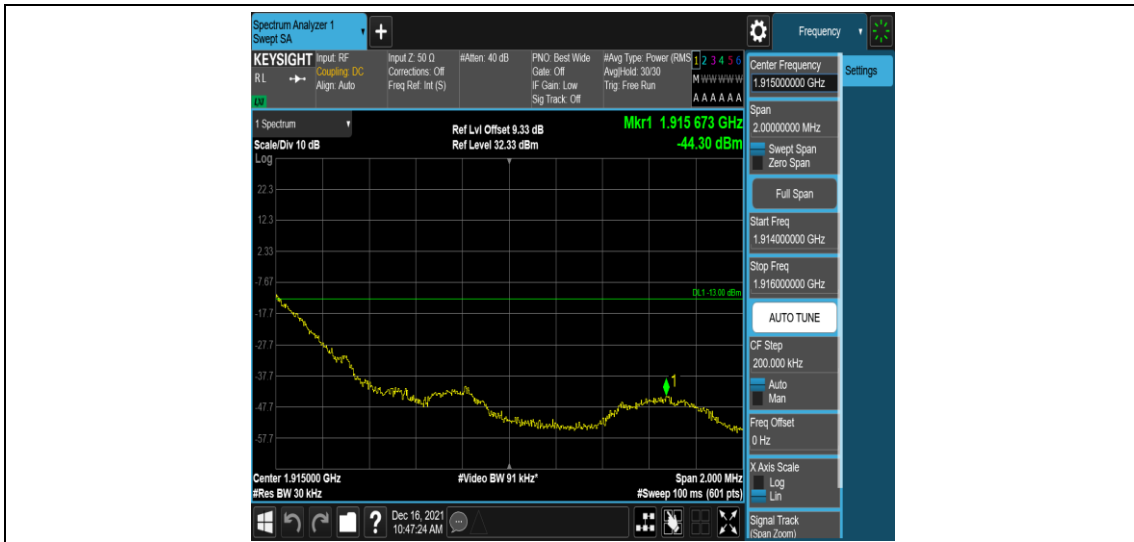 Spectrum Analyzer 1
Swept SA
+
Frequency
KEYSIGHT
RL
LXI
Input: RF
Coupling: DC
Align: Auto
Input Z: 50 Ω
Corrections: Off
Freq Ref: Int (S)
#Atten: 40 dB
PNO: Best Wide
Gate: Off
IF Gain: Low
Sig Track: Off
#Avg Type: Power (RMS
Avg|Hold: 30/30
Trig: Free Run
1 2 3 4 5 6
M W W W W W
A A A A A A
1 Spectrum
Scale/Div 10 dB
Ref Lvl Offset 9.33 dB
Ref Level 32.33 dBm
Mkr1 1.915 673 GHz
-44.30 dBm
Log
22.3
12.3
2.33
-7.67
-17.7
-27.7
-37.7
-47.7
-57.7
DL1 -13.00 dBm
1
Center 1.915000 GHz
#Res BW 30 kHz
#Video BW 91 kHz*
Span 2.000 MHz
#Sweep 100 ms (601 pts)
?
Dec 16, 2021
10:47:24 AM
Center Frequency
1.915000000 GHz
Settings
Span
2.00000000 MHz
Swept Span
Zero Span
Full Span
Start Freq
1.914000000 GHz
Stop Freq
1.916000000 GHz
AUTO TUNE
CF Step
200.000 kHz
Auto
Man
Freq Offset
0 Hz
X Axis Scale
Log
Lin
Signal Track
(Span Zoom)